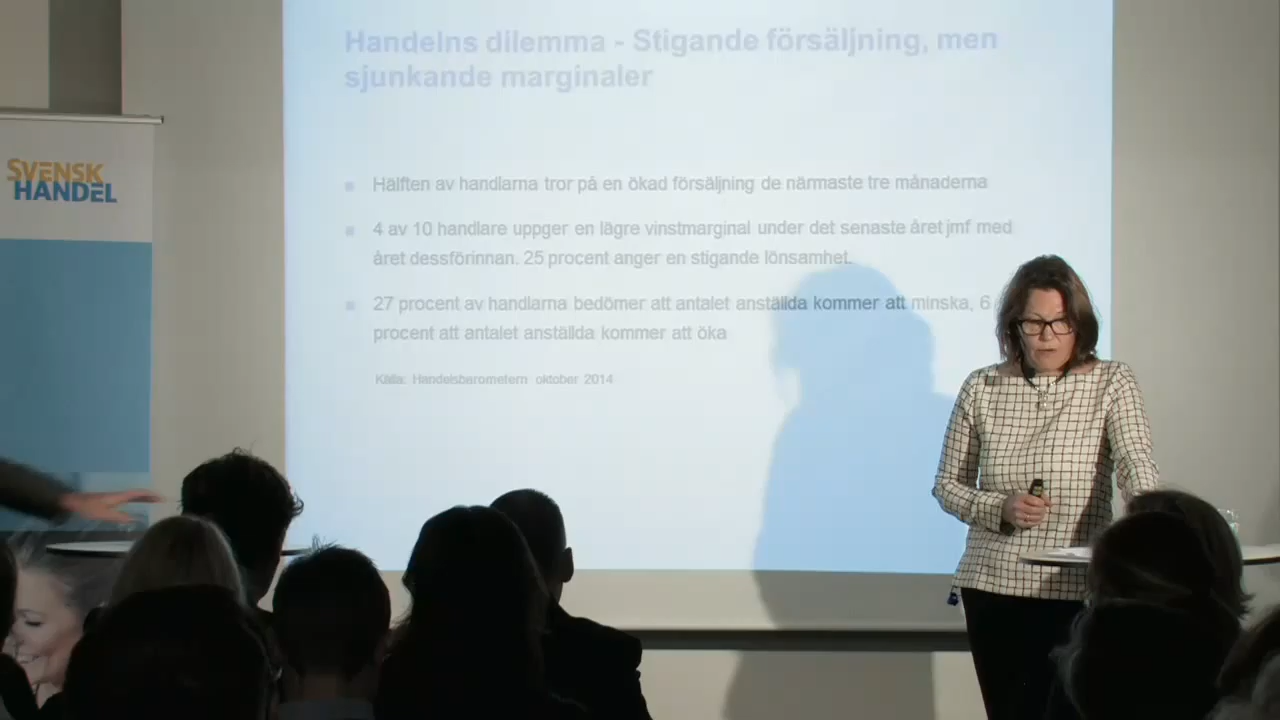 Handelns dilemma - Stigande försäljning, men
sjunkande marginaler
SVENSK
HANDEL
Hälften av handlarna tror på en ökad försäljning de närmaste tre månaderna
4 av 10 handlare uppger en lägre vinstmarginal under det senaste året jmf med
året dessförinnan. 25 procent anger en stigande lönsamhet.
27 procent av handlarna bedömer att antalet anställda kommer att minska, 6
procent att antalet anställda kommer att öka
Källa: Handelsbarometern oktober 2014